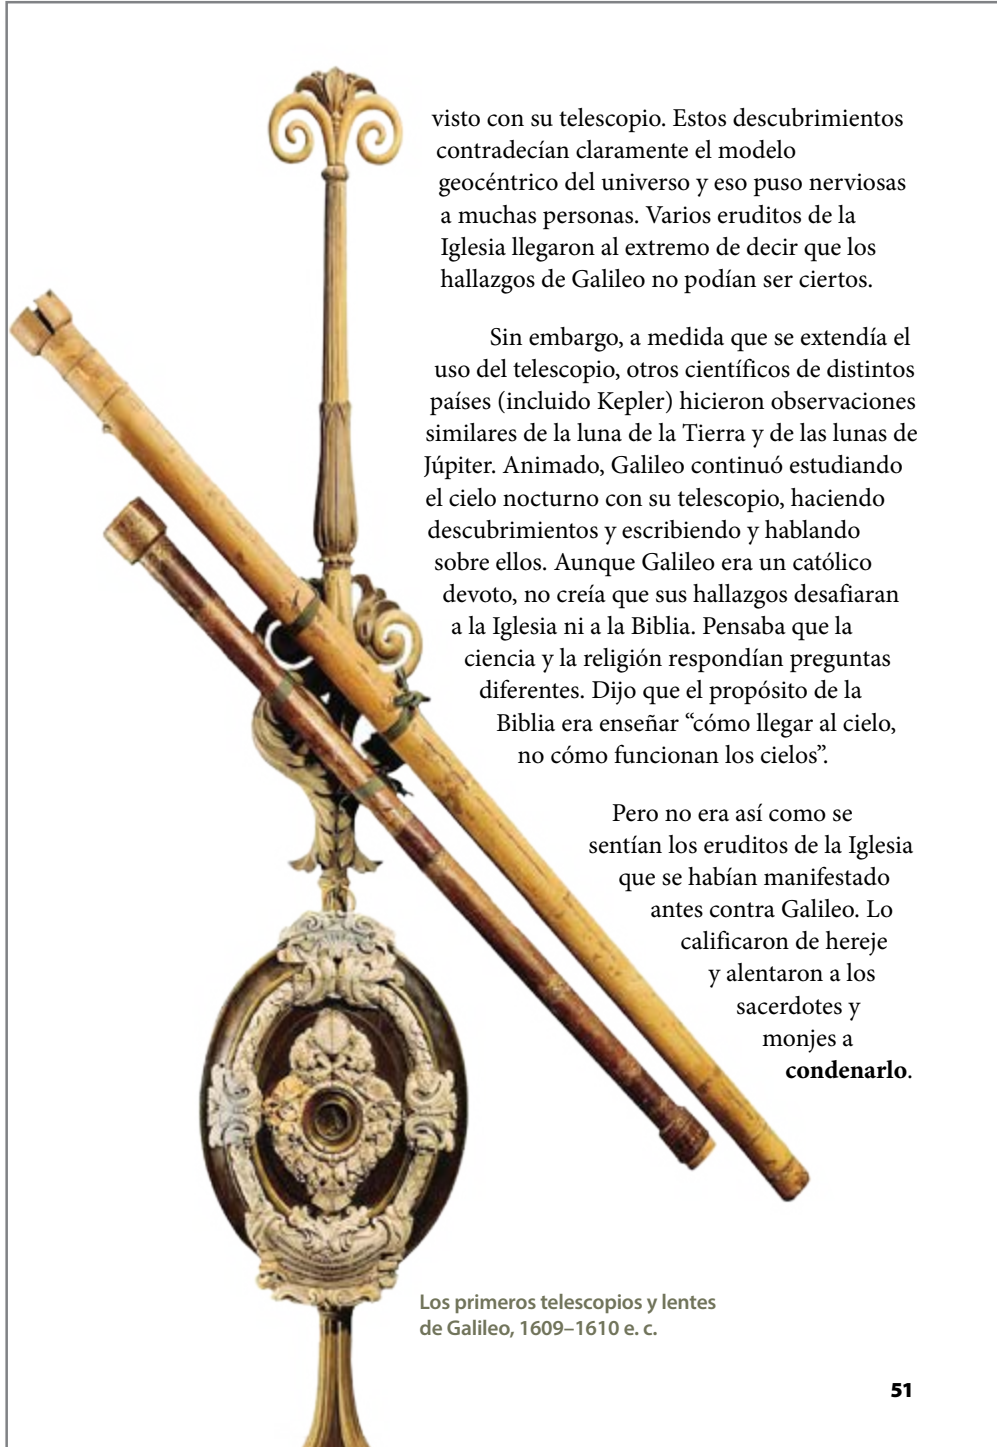 visto con su telescopio. Estos descubrimientos
contradecían claramente el modelo
geocéntrico del universo y eso puso nerviosas
a muchas personas. Varios eruditos de la
Iglesia llegaron al extremo de decir que los
hallazgos de Galileo no podían ser ciertos.
Sin embargo, a medida que se extendía el
uso del telescopio, otros científicos de distintos
países (incluido Kepler) hicieron observaciones
similares de la luna de la Tierra y de las lunas de
Júpiter. Animado, Galileo continuó estudiando
el cielo nocturno con su telescopio, haciendo
descubrimientos y escribiendo y hablando
sobre ellos. Aunque Galileo era un católico
devoto, no creía que sus hallazgos desafiaran
a la Iglesia ni a la Biblia. Pensaba que la
ciencia y la religión respondían preguntas
diferentes. Dijo que el propósito de la
Biblia era enseñar “cómo llegar al cielo,
no cómo funcionan los cielos”.
Pero no era así como se
sentían los eruditos de la Iglesia
que se habían manifestado
antes contra Galileo. Lo
calificaron de hereje
y alentaron a los
sacerdotes y
monjes a
condenarlo.
Los primeros telescopios y lentes
de Galileo, 1609–1610 e. c.
51